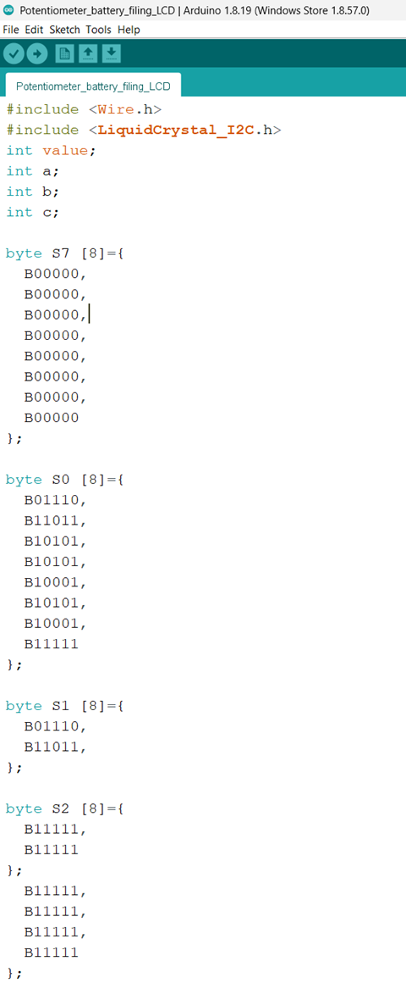 Potentiometer_battery_filing_LCD | Arduino 1.8.19 (Windows Store 1.8.57.0)
File Edit Sketch Tools Help
Potentiometer_battery_filing_LCD
#include <Wire.h>
#include <LiquidCrystal_I2C.h>
int value;
int a;
int b;
int c;
byte S7 [8]={
B00000,
B00000,
B00000,
B00000,
B00000,
B00000,
B00000,
B00000
};
byte S0 [8]={
B01110,
B11011,
B10101,
B10101,
B10001,
B10101,
B10001,
B11111
};
byte S1 [8]={
B01110,
B11011,
};
byte S2 [8]={
B11111,
B11111
};
B11111,
B11111,
B11111,
B11111
};